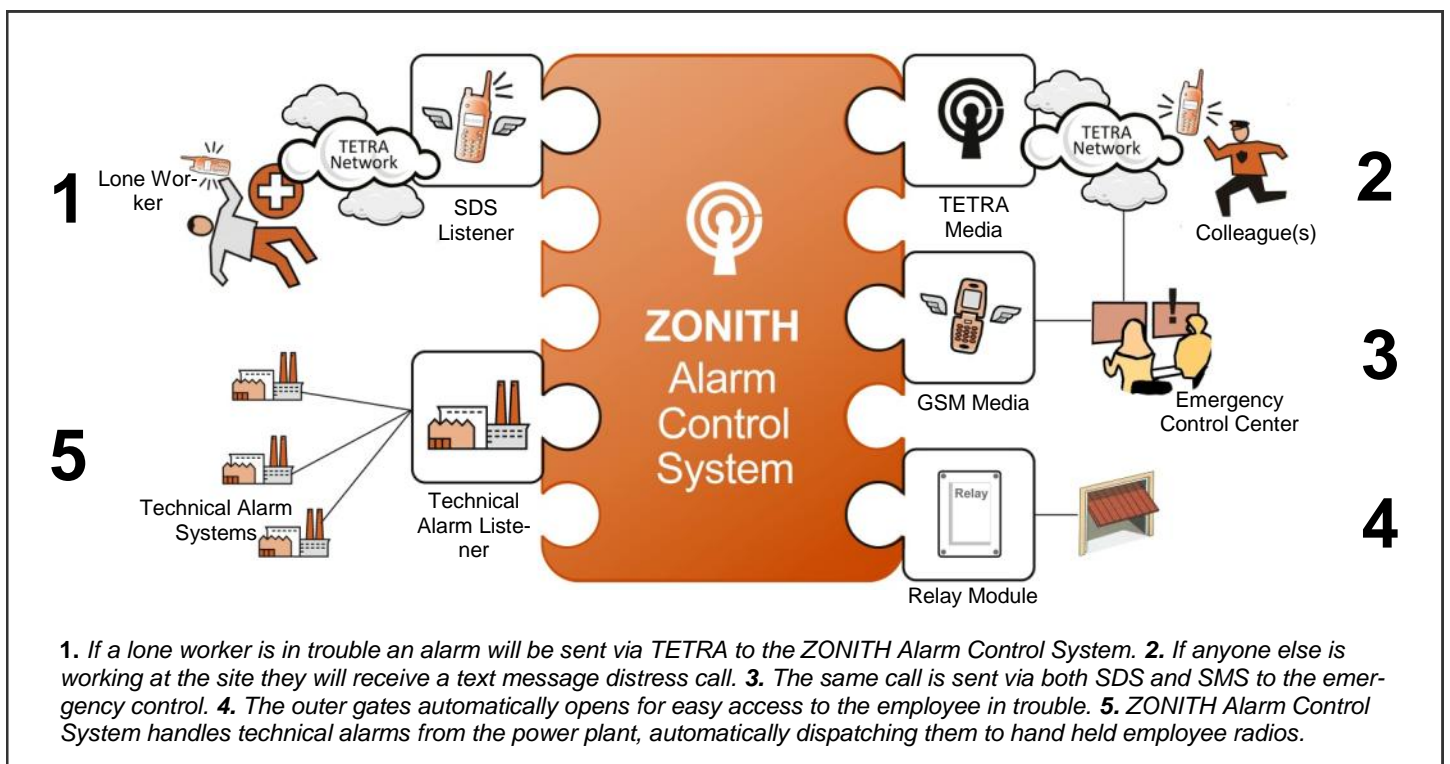 1
Lone Wor-
ker
TETRA
Network
SDS
Listener
TETRA
Media
TETRA
Network
Colleague(s)
2
ZONITH
Alarm
Control
System
GSM Media
Emergency
Control Center
3
5
Technical Alarm
Systems
Technical
Alarm Liste-
ner
Relay
Relay Module
4
1. If a lone worker is in trouble an alarm will be sent via TETRA to the ZONITH Alarm Control System. 2. If anyone else is
working at the site they will receive a text message distress call. 3. The same call is sent via both SDS and SMS to the emer-
gency control. 4. The outer gates automatically opens for easy access to the employee in trouble. 5. ZONITH Alarm Control
System handles technical alarms from the power plant, automatically dispatching them to hand held employee radios.